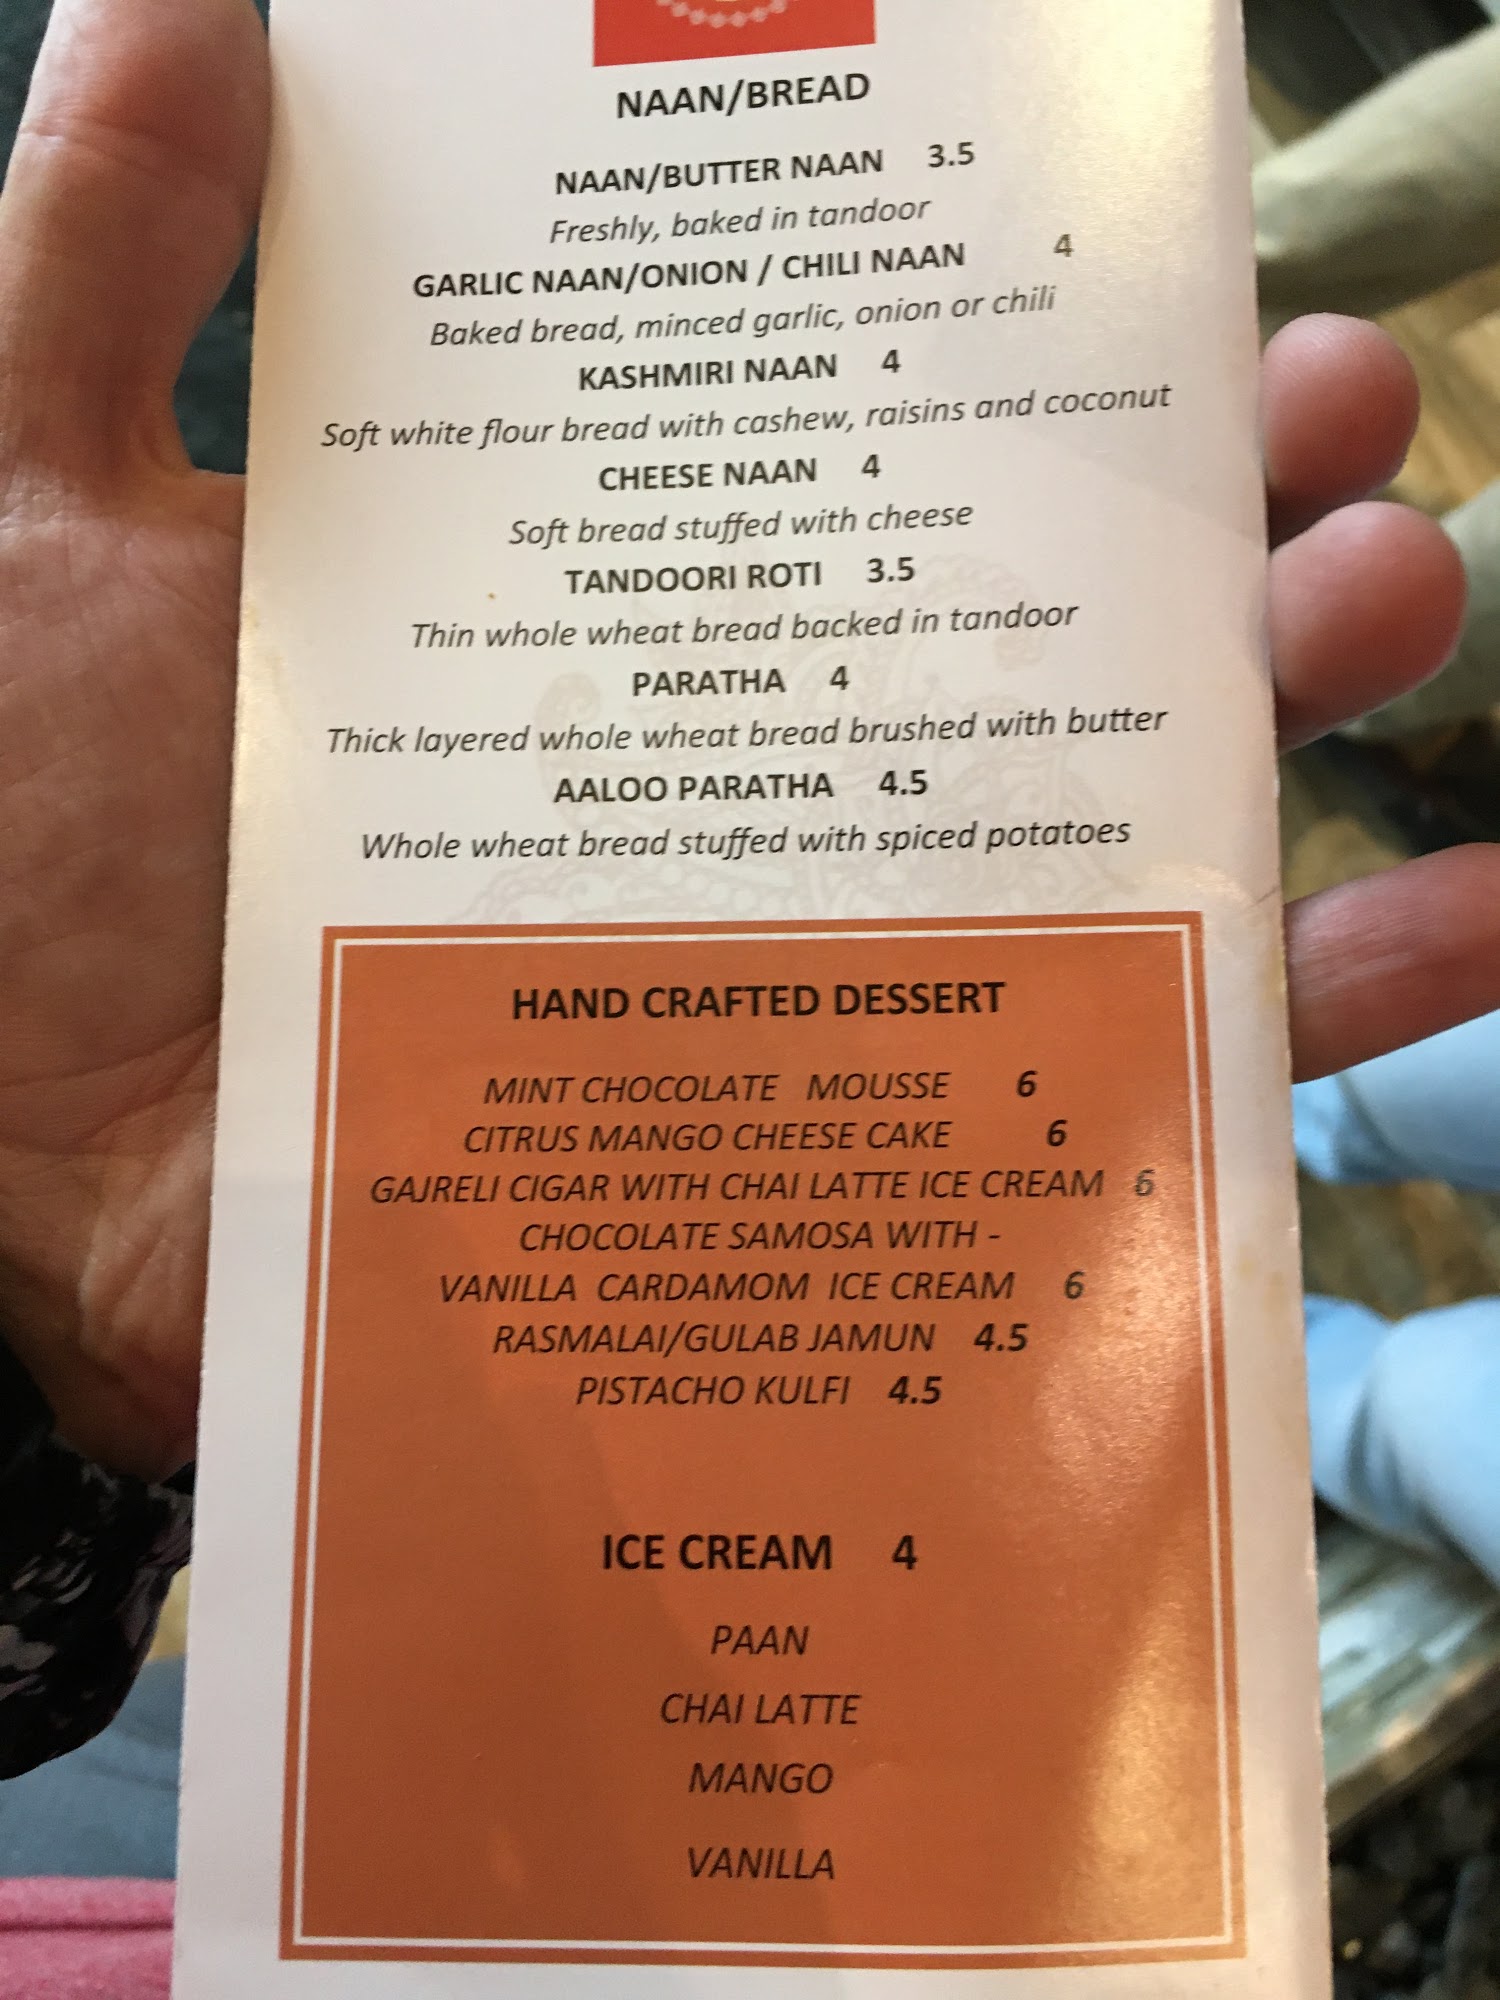 NAAN/BREAD
NAAN/BUTTER NAAN 3.5
Freshly, baked in tandoor
GARLIC NAAN/ONION / CHILI NAAN 4
Baked bread, minced garlic, onion or chili
KASHMIRI NAAN 4
Soft white flour bread with cashew, raisins and coconut
CHEESE NAAN 4
Soft bread stuffed with cheese
TANDOORI ROTI 3.5
Thin whole wheat bread backed in tandoor
PARATHA 4
Thick layered whole wheat bread brushed with butter
AALOO PARATHA 4.5
Whole wheat bread stuffed with spiced potatoes
HAND CRAFTED DESSERT
MINT CHOCOLATE MOUSSE 6
CITRUS MANGO CHEESE CAKE 6
GAJRELI CIGAR WITH CHAI LATTE ICE CREAM 6
CHOCOLATE SAMOSA WITH -
VANILLA CARDAMOM ICE CREAM 6
RASMALAI/GULAB JAMUN 4.5
PISTACHO KULFI 4.5
ICE CREAM 4
PAAN
CHAI LATTE
MANGO
VANILLA